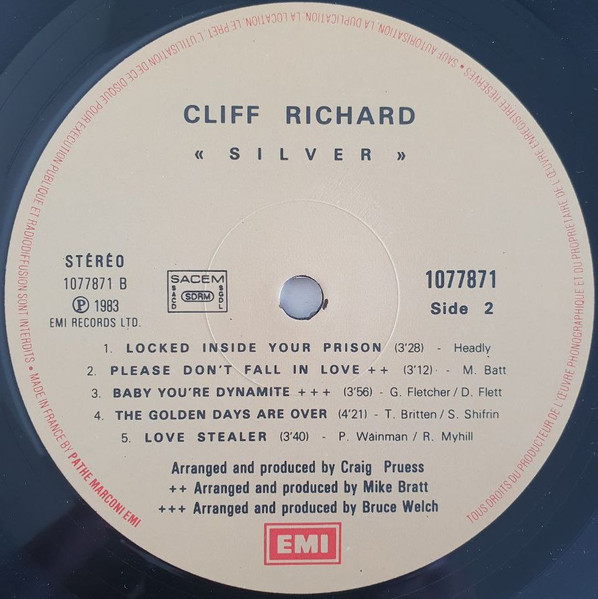 SAUF AUTORISATION LA DUPLICATION, LA LOCATION, LE PRÊT, L'UTILISATION DE CE DISQUE POUR EXÉCUTION PUBLIQUE ET RADIODIFFUSION SONT INTERDITS • MADE IN FRANCE BY PATHE MARCONI EMI
TOUS DROITS DU PRODUCTEUR DE L'ŒUVRE PHONOGRAPHIQUE ET DU PROPRIETAIRE DE L'ŒUVRE ENREGISTREE RESERVES •
CLIFF RICHARD
« SILVER »
STÉRÉO
1077871 B
℗ 1983
EMI RECORDS LTD.
SACEM
SACD SDRM SGDL
1077871
Side 2
1. LOCKED INSIDE YOUR PRISON (3'28) - Headly
2. PLEASE DON'T FALL IN LOVE ++ (3'12) - M. Batt
3. BABY YOU'RE DYNAMITE +++ (3'56) - G. Fletcher / D. Flett
4. THE GOLDEN DAYS ARE OVER (4'21) - T. Britten / S. Shifrin
5. LOVE STEALER (3'40) - P. Wainman / R. Myhill
Arranged and produced by Craig Pruess
++ Arranged and produced by Mike Bratt
+++ Arranged and produced by Bruce Welch
EMI